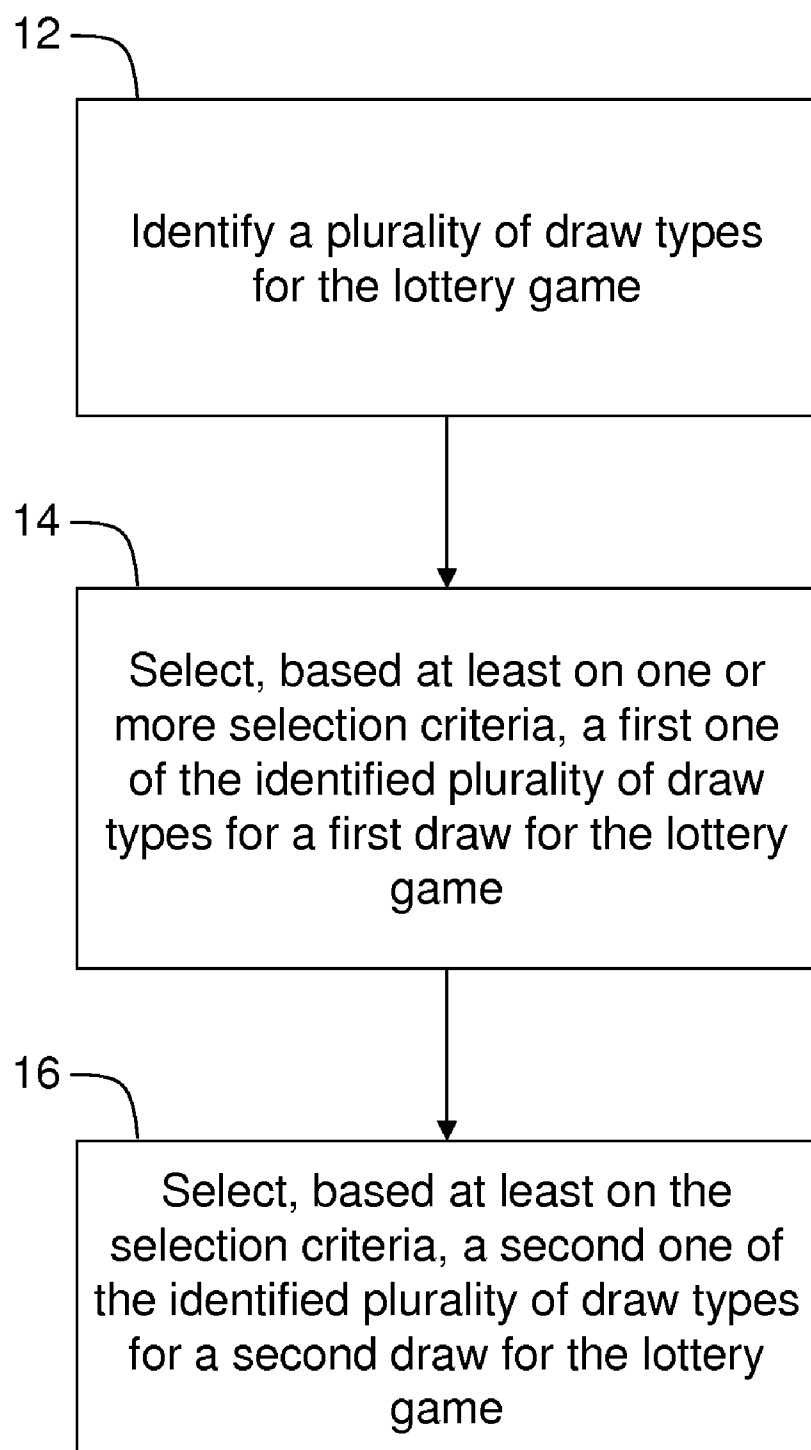 12
Identify a plurality of draw types
for the lottery game
14
Select, based at least on one or
more selection criteria, a first one
of the identified plurality of draw
types for a first draw for the lottery
game
16
Select, based at least on the
selection criteria, a second one of
the identified plurality of draw types
for a second draw for the lottery
game